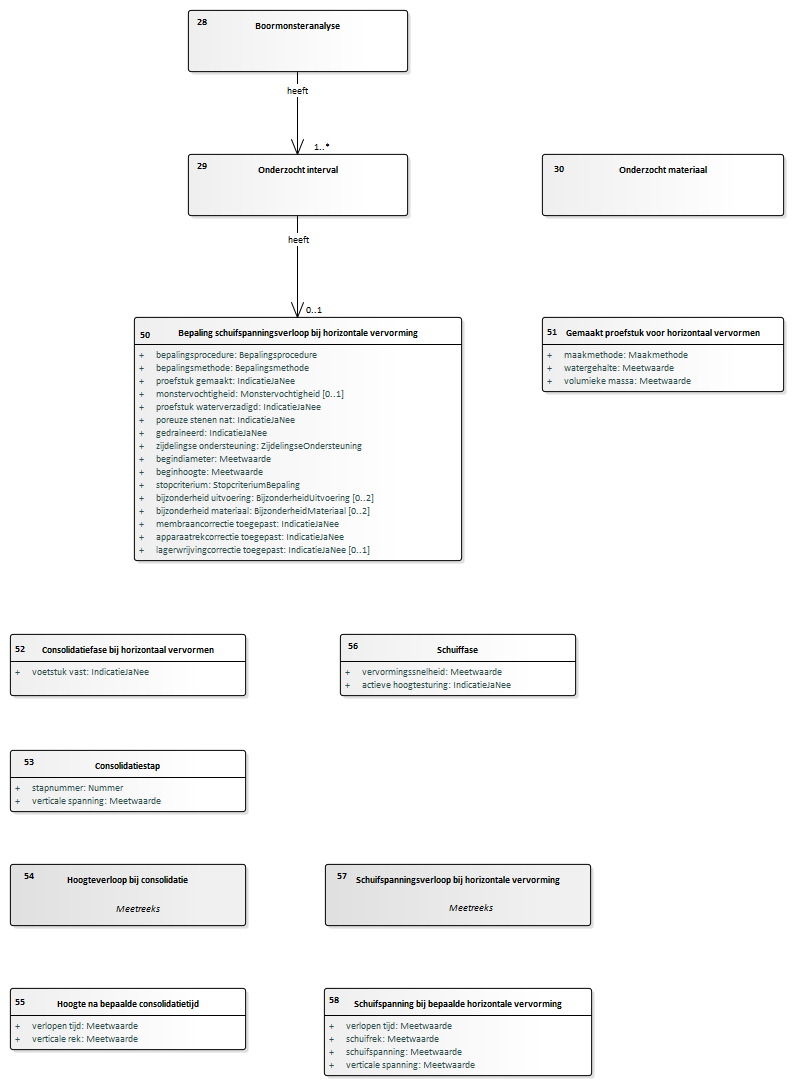 28 Boormonsteranalyse
heeft
1..*
29 Onderzocht interval
30 Onderzocht materiaal
heeft
0..1
50 Bepaling schuifspanningsverloop bij horizontale vervorming
+ bepalingsprocedure: Bepalingsprocedure
+ bepalingsmethode: Bepalingsmethode
+ proefstuk gemaakt: IndicatieJaNee
+ monstervochtigheid: Monstervochtigheid [0..1]
+ proefstuk waterverzadigd: IndicatieJaNee
+ poreuze stenen nat: IndicatieJaNee
+ gedraineerd: IndicatieJaNee
+ zijdelingse ondersteuning: ZijdelingseOndersteuning
+ begindiameter: Meetwaarde
+ beginhoogte: Meetwaarde
+ stopcriterium: StopcriteriumBepaling
+ bijzonderheid uitvoering: BijzonderheidUitvoering [0..2]
+ bijzonderheid materiaal: BijzonderheidMateriaal [0..2]
+ membraancorrectie toegepast: IndicatieJaNee
+ apparaatrekcorrectie toegepast: IndicatieJaNee
+ lagerwrijvingcorrectie toegepast: IndicatieJaNee [0..1]
51 Gemaakt proefstuk voor horizontaal vervormen
+ maakmethode: Maakmethode
+ watergehalte: Meetwaarde
+ volumieke massa: Meetwaarde
52 Consolidatiefase bij horizontaal vervormen
+ voetstuk vast: IndicatieJaNee
56 Schuiffase
+ vervormingssnelheid: Meetwaarde
+ actieve hoogtesturing: IndicatieJaNee
53 Consolidatiestap
+ stapnummer: Nummer
+ verticale spanning: Meetwaarde
54 Hoogteverloop bij consolidatie
Meetreeks
57 Schuifspanningsverloop bij horizontale vervorming
Meetreeks
55 Hoogte na bepaalde consolidatietijd
+ verlopen tijd: Meetwaarde
+ verticale rek: Meetwaarde
58 Schuifspanning bij bepaalde horizontale vervorming
+ verlopen tijd: Meetwaarde
+ schuifrek: Meetwaarde
+ schuifspanning: Meetwaarde
+ verticale spanning: Meetwaarde